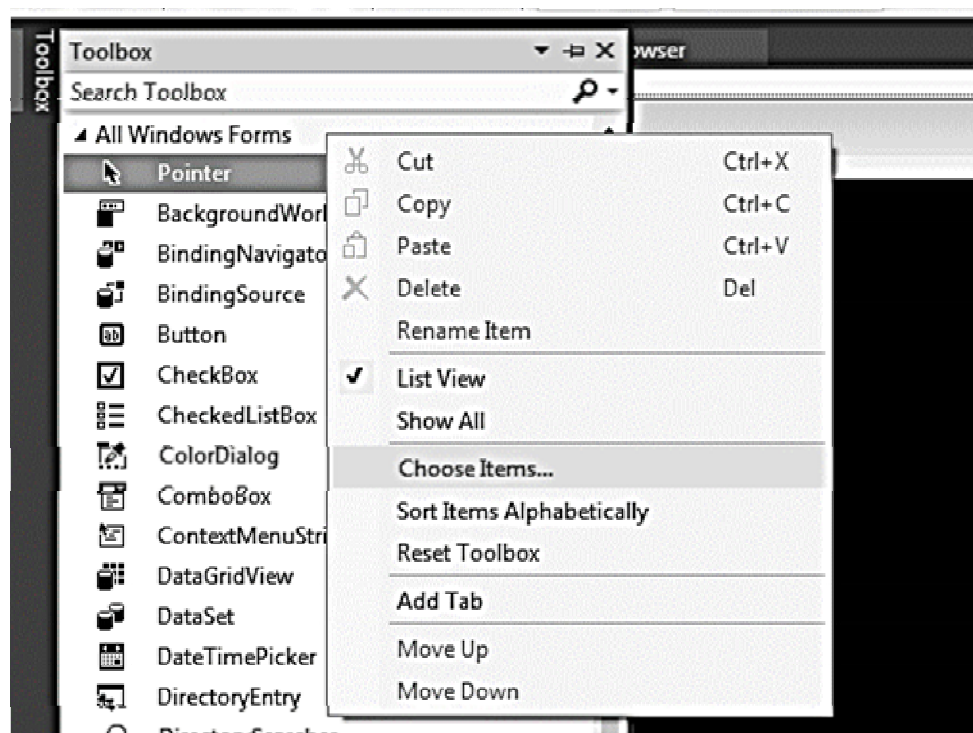 Toolbox
Toolbox
owser
Search Toolbox
All Windows Forms
Pointer
BackgroundWor
BindingNavigato
BindingSource
Button
CheckBox
CheckedListBox
ColorDialog
ComboBox
ContextMenuStri
DataGridView
DataSet
DateTimePicker
DirectoryEntry
Cut Ctrl+X
Copy Ctrl+C
Paste Ctrl+V
Delete Del
Rename Item
List View
Show All
Choose Items...
Sort Items Alphabetically
Reset Toolbox
Add Tab
Move Up
Move Down